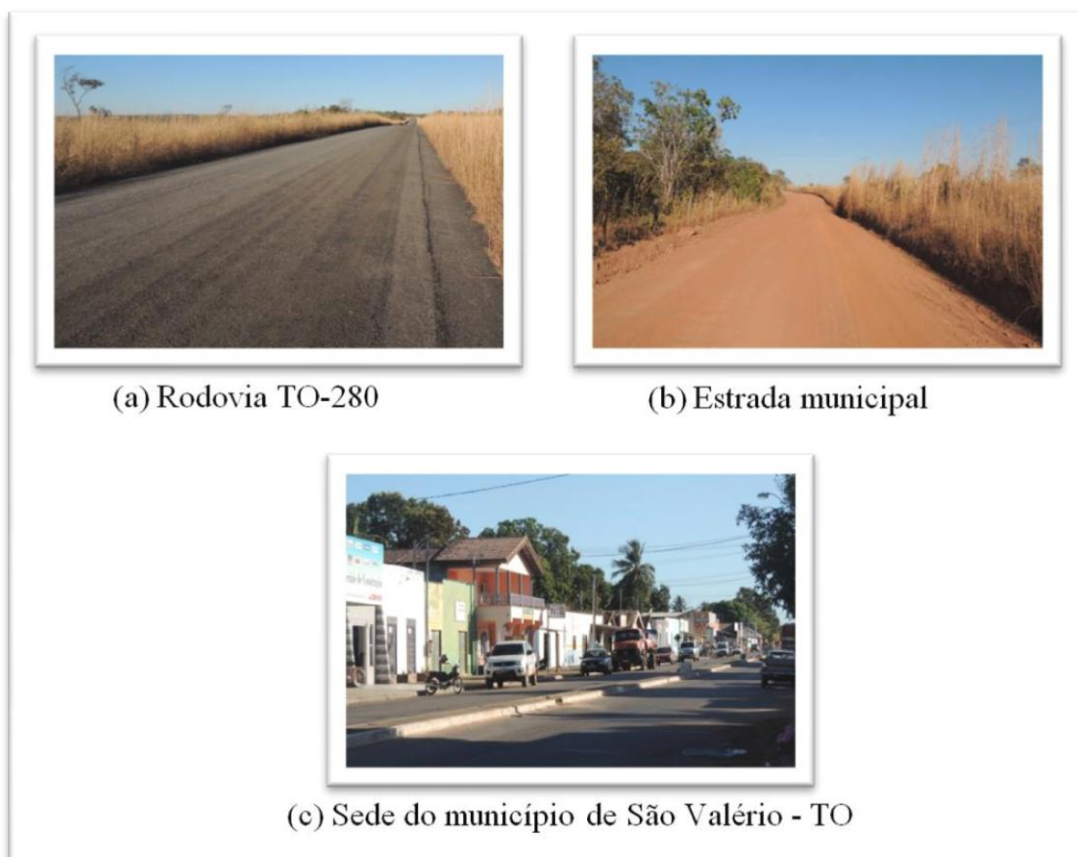 (a) Rodovia TO-280
(b) Estrada municipal
(c) Sede do município de São Valério - TO